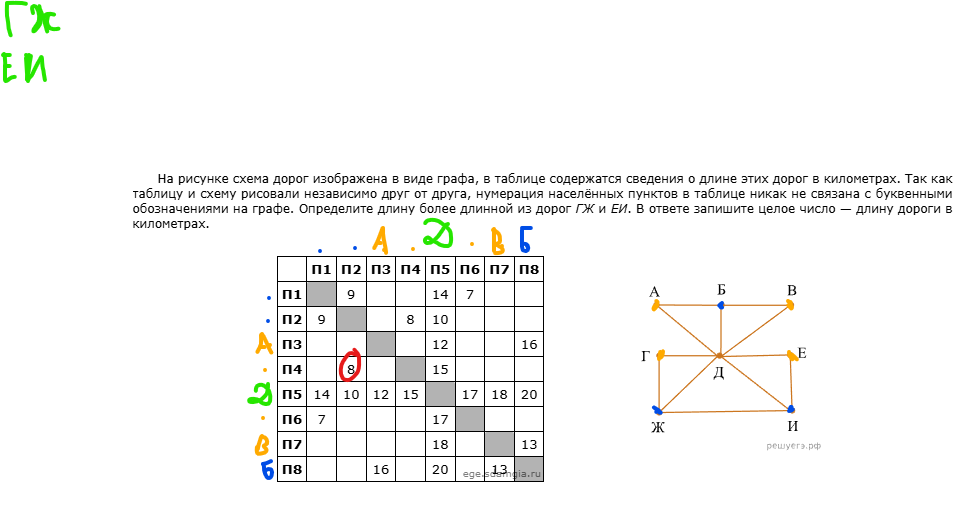 ГЖ
ЕИ
На рисунке схема дорог изображена в виде графа, в таблице содержатся сведения о длине этих дорог в километрах. Так как
таблицу и схему рисовали независимо друг от друга, нумерация населённых пунктов в таблице никак не связана с буквенными
обозначениями на графе. Определите длину более длинной из дорог ГЖ и ЕИ. В ответе запишите целое число — длину дороги в
километрах.
А Д В Б
П1 П2 П3 П4 П5 П6 П7 П8
П1 9 14 7
П2 9 8 10
А П3 12 16
П4 8 15
Д П5 14 10 12 15 17 18 20
П6 7 17
В П7 18 13
Б П8 16 20 13
ege.sdamgia.ru
А Б В
Г Д Е
Ж И
решуегэ.рф